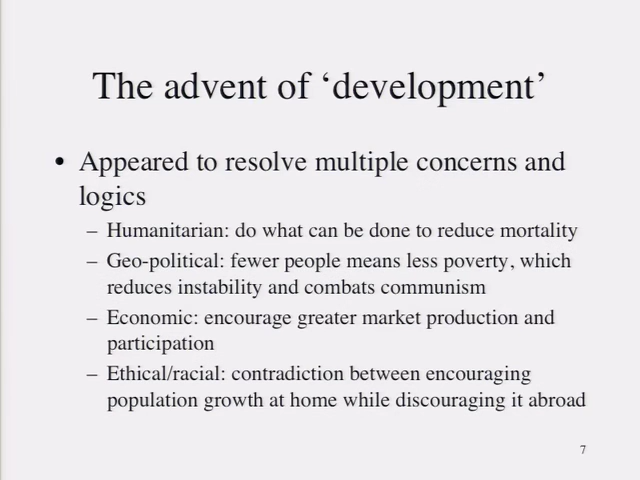 The advent of ‘development’
• Appeared to resolve multiple concerns and
logics
– Humanitarian: do what can be done to reduce mortality
– Geo-political: fewer people means less poverty, which
reduces instability and combats communism
– Economic: encourage greater market production and
participation
– Ethical/racial: contradiction between encouraging
population growth at home while discouraging it abroad
7